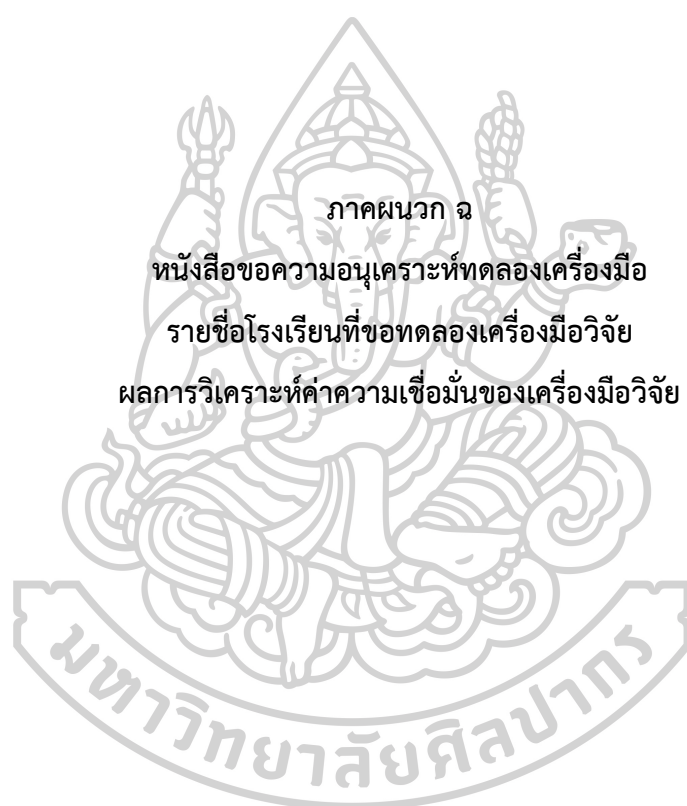 ภาคผนวก ฉ
หนังสือขอความอนุเคราะห์ทดลองเครื่องมือ
รายชื่อโรงเรียนที่ขอทดลองเครื่องมือวิจัย
ผลการวิเคราะห์ค่าความเชื่อมั่นของเครื่องมือวิจัย
มหาวิทยาลัยศิลปากร